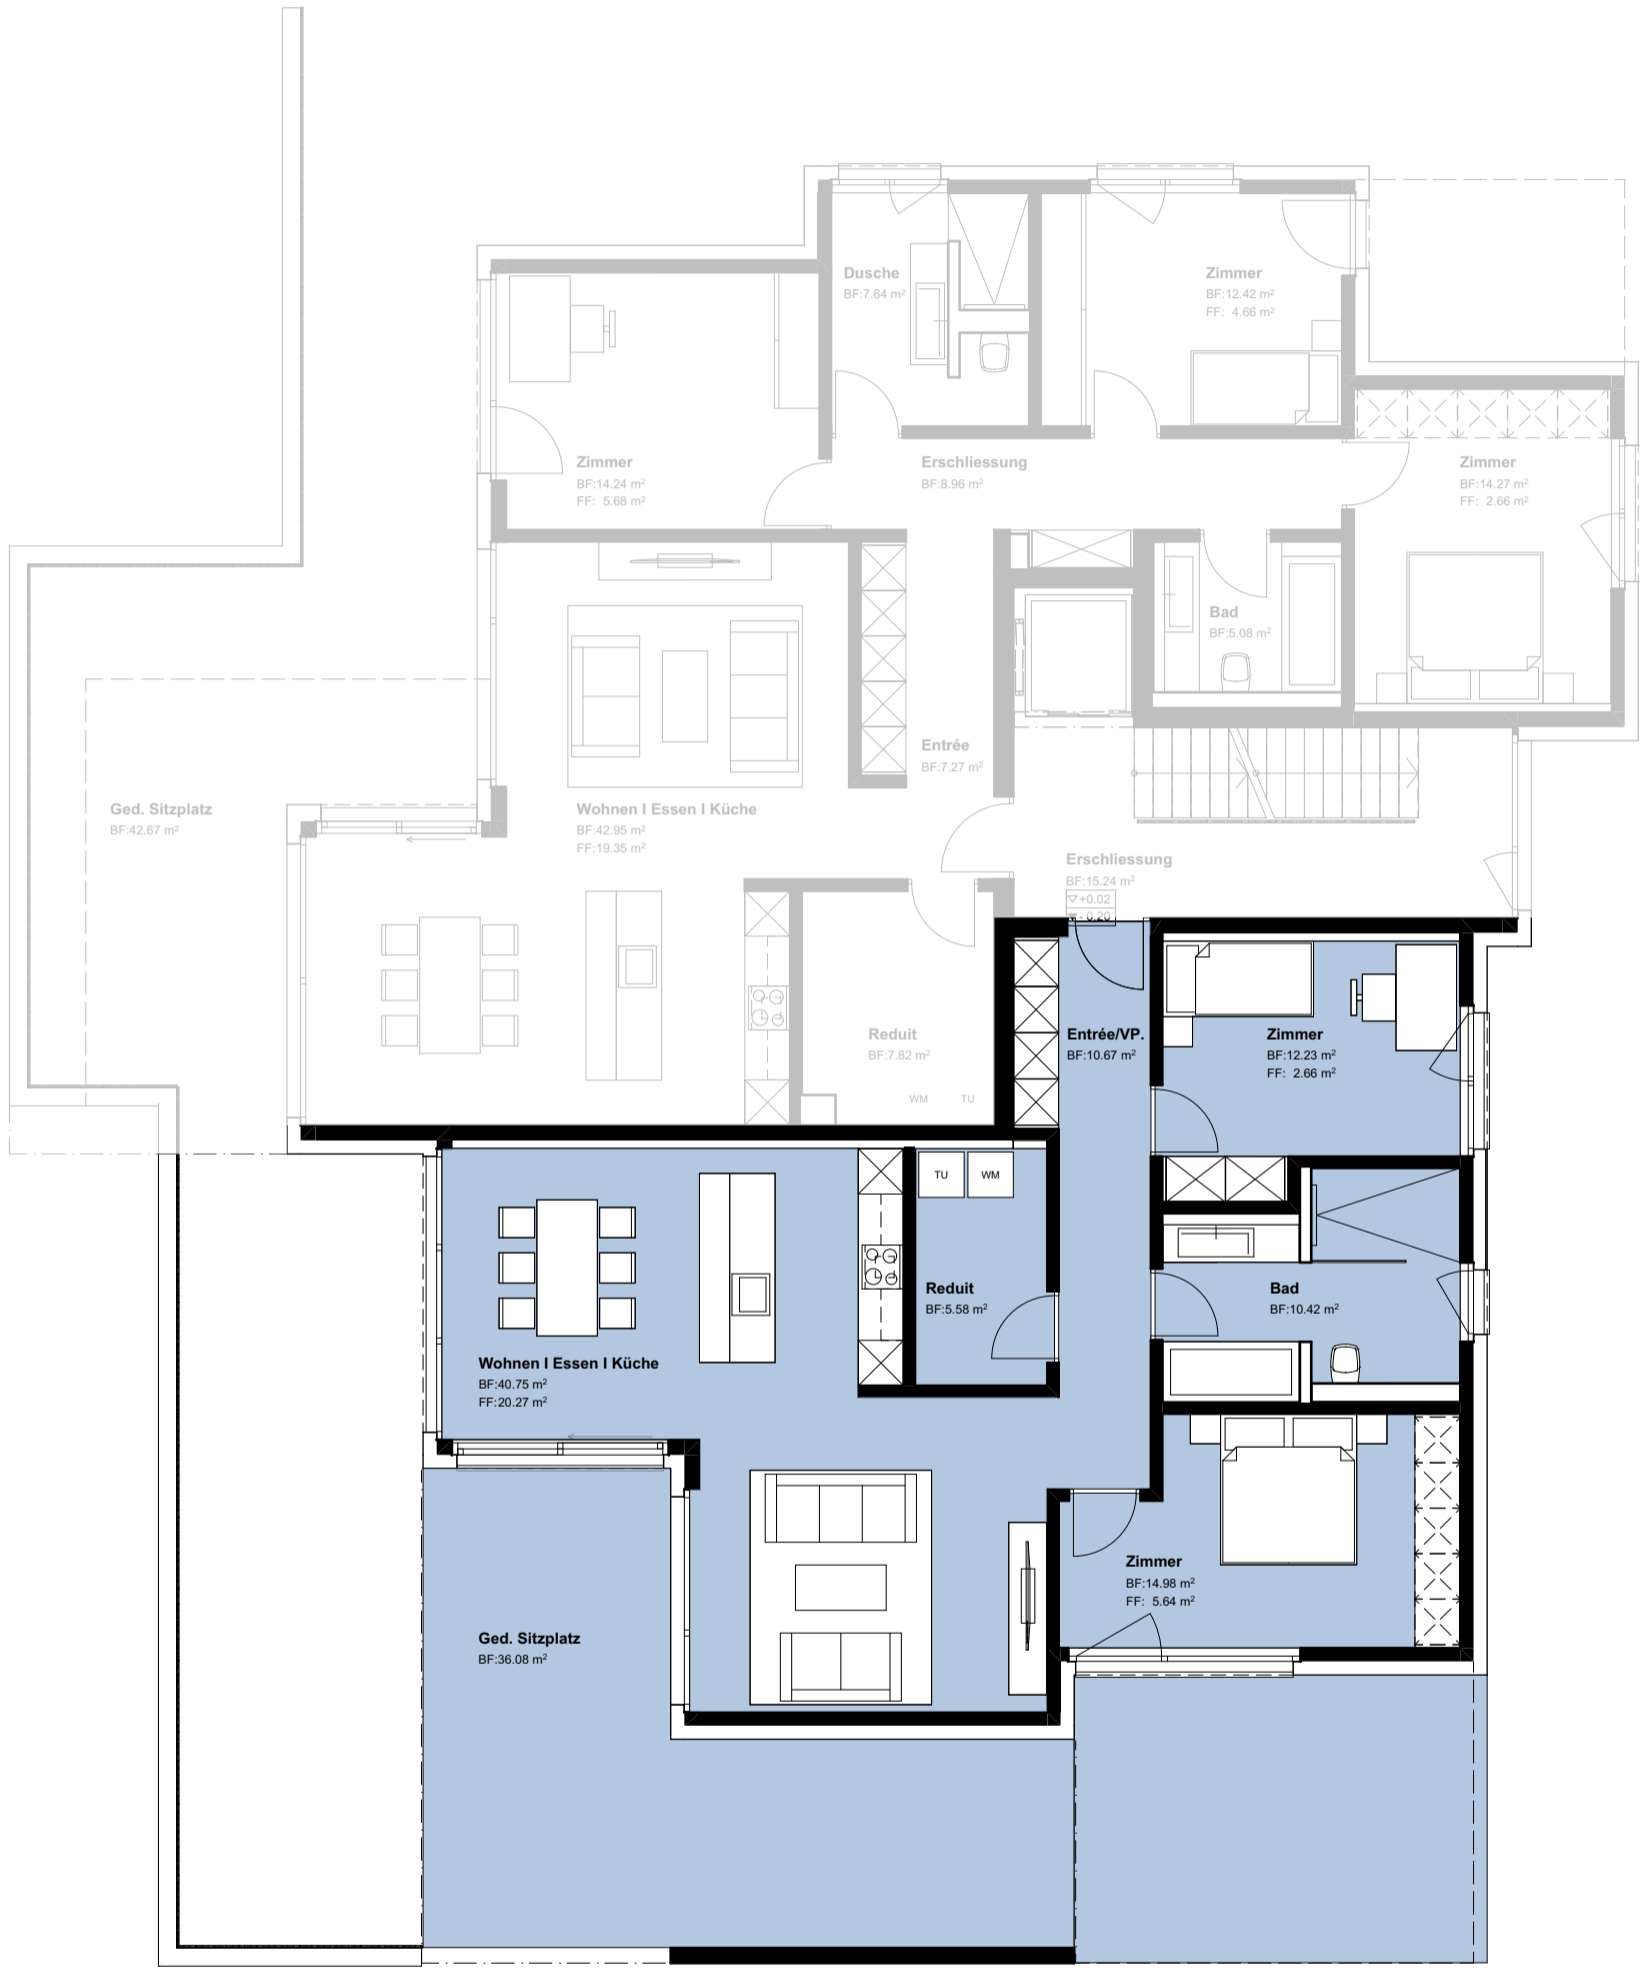 Dusche
BF:7.64 m²
Zimmer
BF:12.42 m²
FF: 4.66 m²
Zimmer
BF:14.24 m²
FF: 5.68 m²
Erschliessung
BF:8.96 m²
Zimmer
BF:14.27 m²
FF: 2.66 m²
Bad
BF:5.08 m²
Entrée
BF:7.27 m²
Ged. Sitzplatz
BF:42.67 m²
Wohnen I Essen I Küche
BF:42.95 m²
FF:19.35 m²
Erschliessung
BF:15.24 m²
+0.02
- 0.20
Reduit
BF:7.82 m²
WM TU
Entrée/VP.
BF:10.67 m²
Zimmer
BF:12.23 m²
FF: 2.66 m²
TU WM
Reduit
BF:5.58 m²
Bad
BF:10.42 m²
Wohnen I Essen I Küche
BF:40.75 m²
FF:20.27 m²
Zimmer
BF:14.98 m²
FF: 5.64 m²
Ged. Sitzplatz
BF:36.08 m²